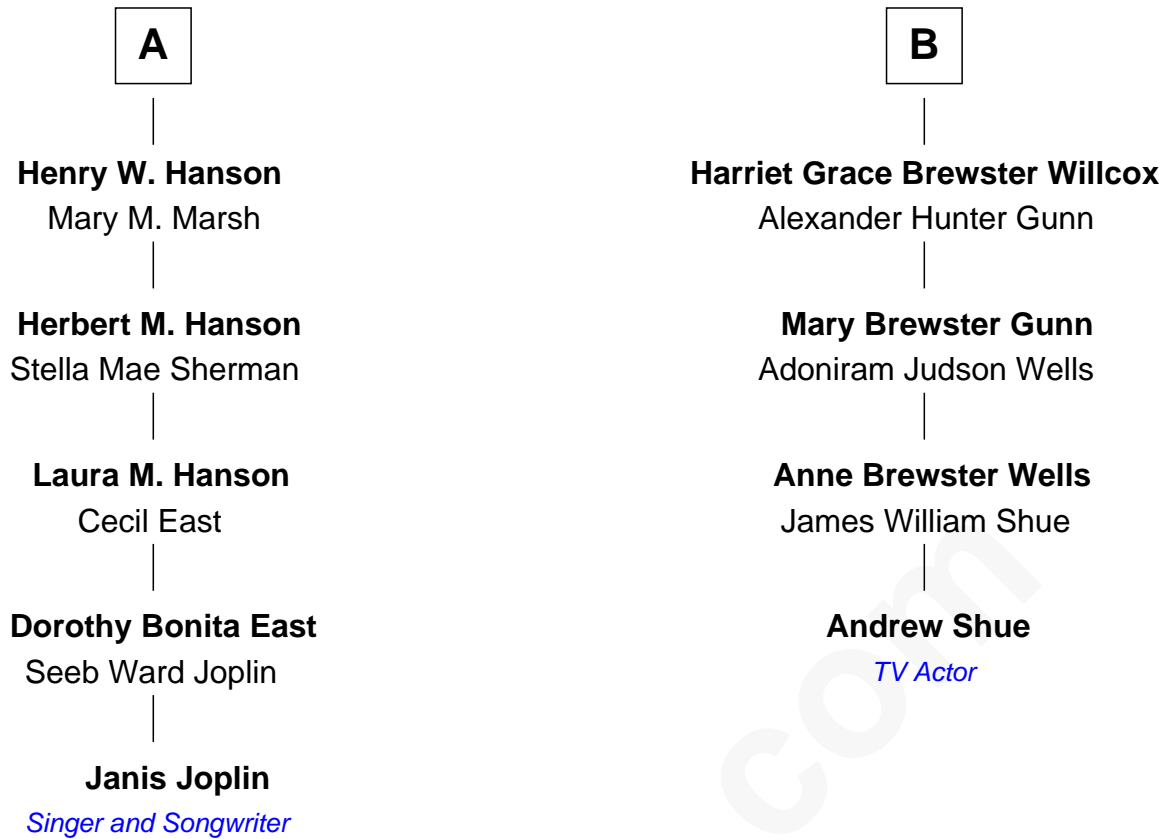 A
Henry W. Hanson
Mary M. Marsh
Herbert M. Hanson
Stella Mae Sherman
Laura M. Hanson
Cecil East
Dorothy Bonita East
Seeb Ward Joplin
Janis Joplin
Singer and Songwriter
B
Harriet Grace Brewster Willcox
Alexander Hunter Gunn
Mary Brewster Gunn
Adoniram Judson Wells
Anne Brewster Wells
James William Shue
Andrew Shue
TV Actor
com